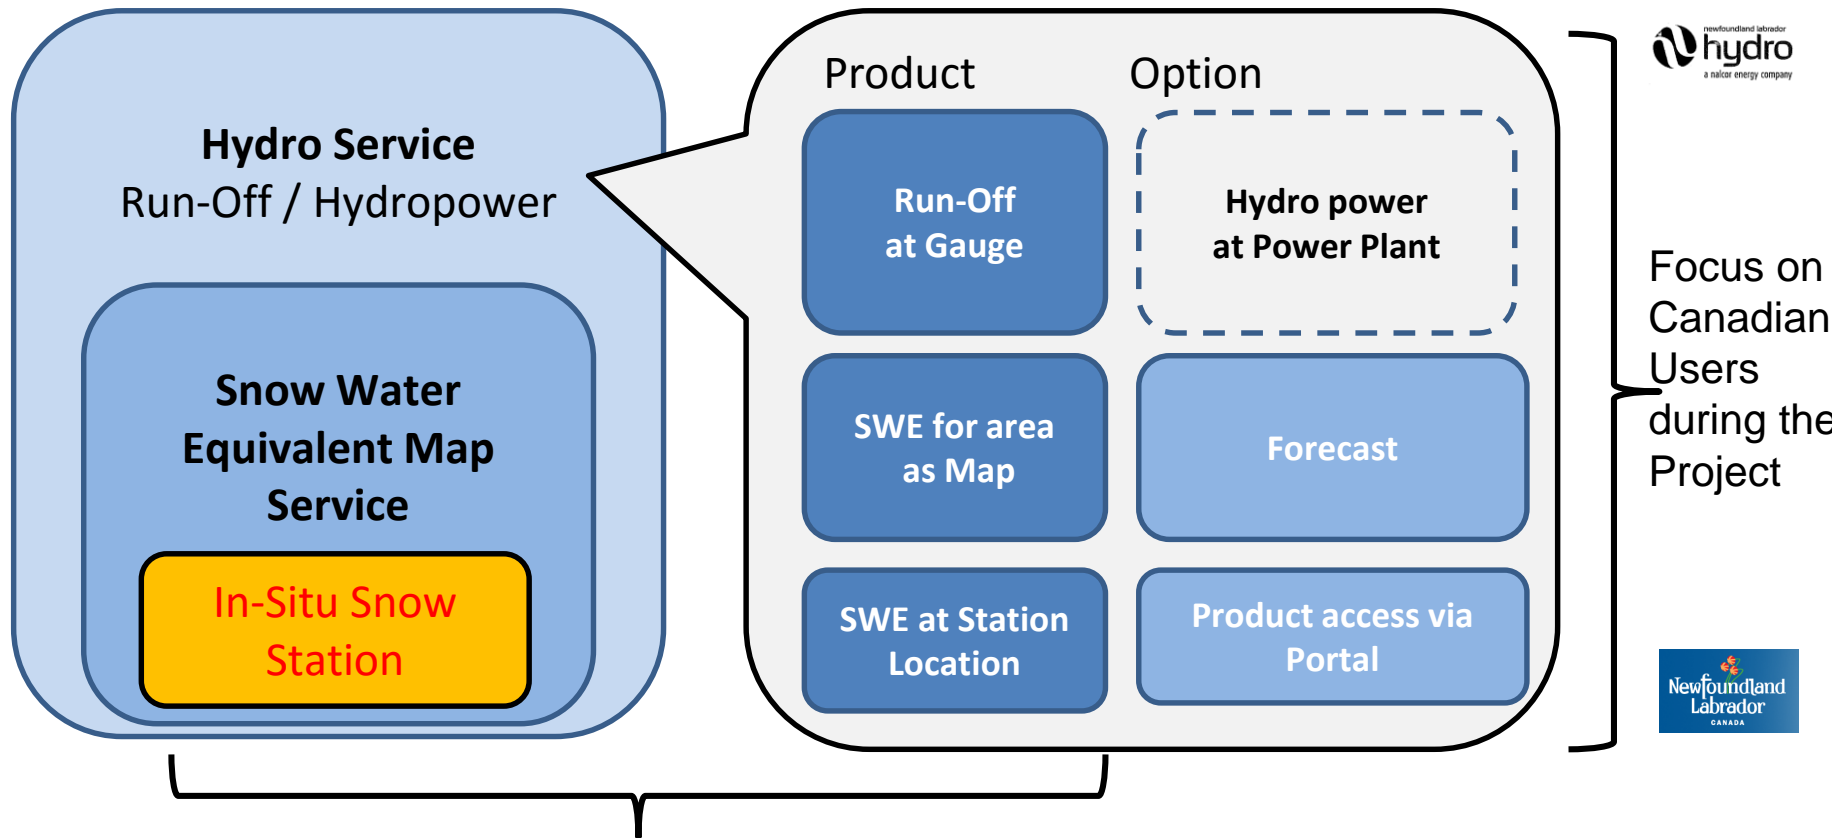 Hydro Service
Run-Off / Hydropower
Snow Water
Equivalent Map
Service
In-Situ Snow
Station
Product
Option
Run-Off
at Gauge
Hydro power
at Power Plant
SWE for area
as Map
Forecast
SWE at Station
Location
Product access via
Portal
newfoundland labrador
hydro
a nalcor energy company
Focus on
Canadian
Users
during the
Project
Newfoundland
Labrador
CANADA